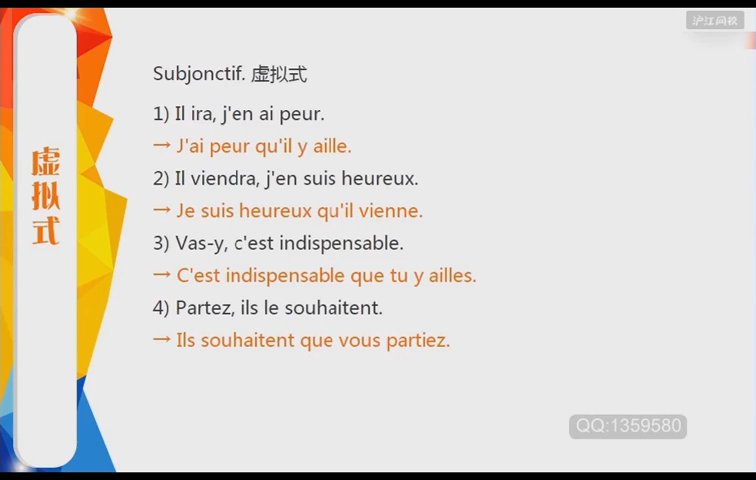 沪江网校
虚拟式
Subjonctif. 虚拟式
1) Il ira, j'en ai peur.
→ J'ai peur qu'il y aille.
2) Il viendra, j'en suis heureux.
→ Je suis heureux qu'il vienne.
3) Vas-y, c'est indispensable.
→ C'est indispensable que tu y ailles.
4) Partez, ils le souhaitent.
→ Ils souhaitent que vous partiez.
QQ:1359580